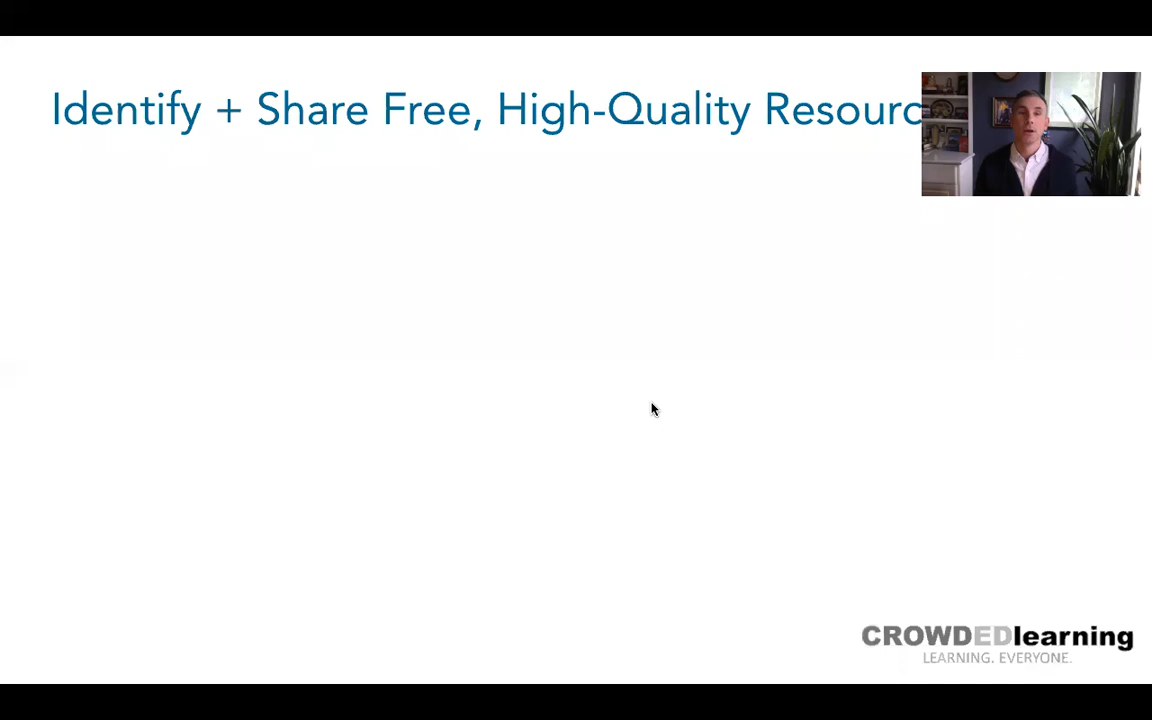 Identify + Share Free, High-Quality Resourc
CROWDEDlearning
LEARNING. EVERYONE.